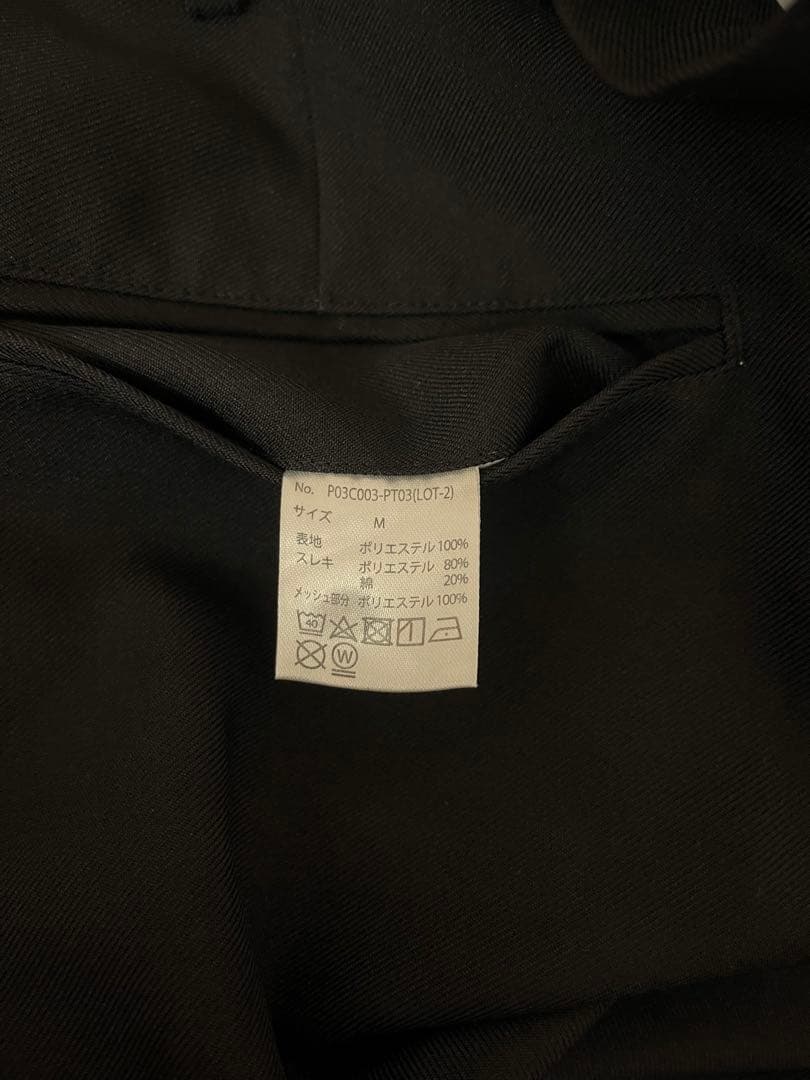 No. P03C003-PT03(LOT-2)
サイズ M
表地 ポリエステル 100%
スレキ ポリエステル 80%
綿 20%
メッシュ部分 ポリエステル 100%
40
W